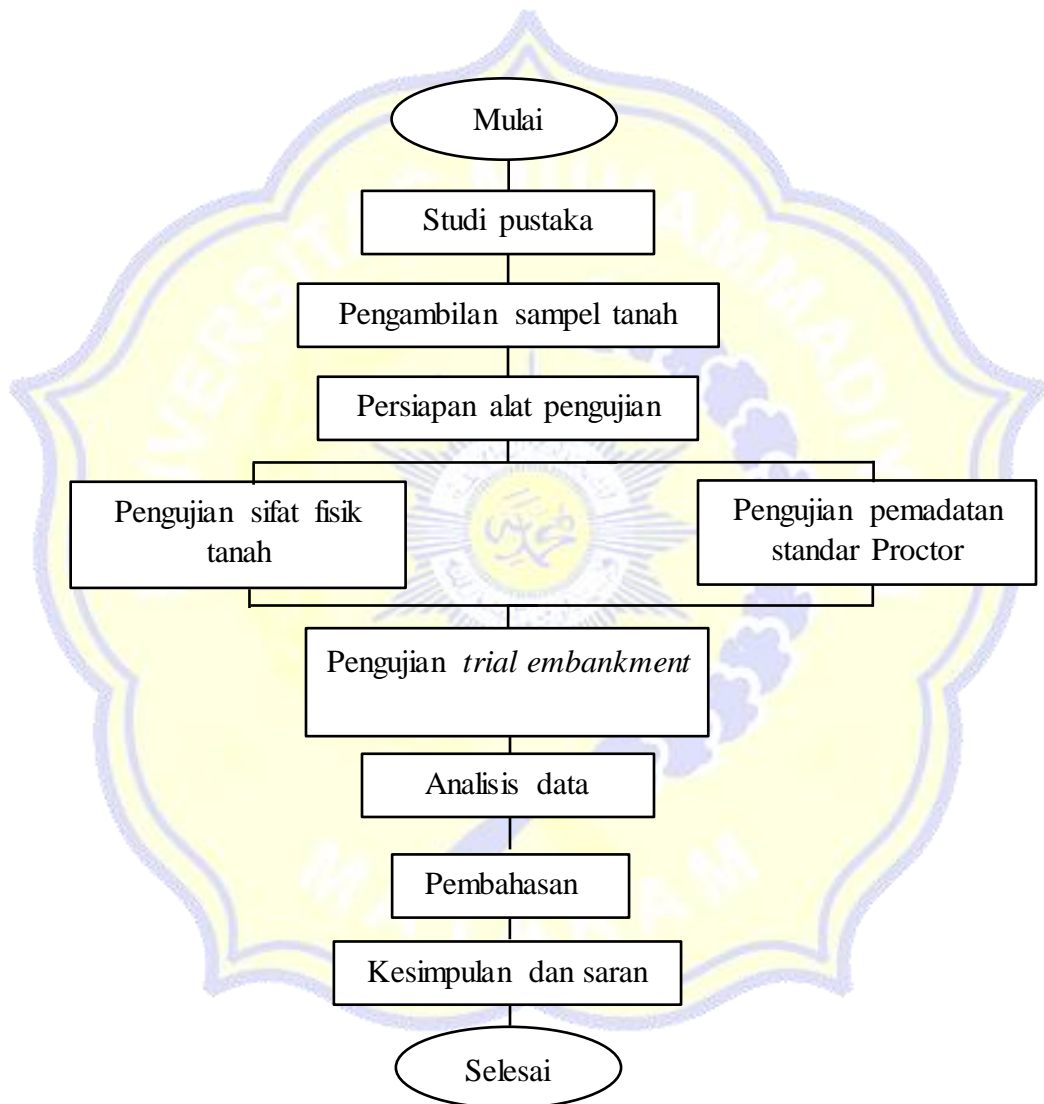 Mulai
Studi pustaka
Pengambilan sampel tanah
Persiapan alat pengujian
Pengujian sifat fisik
tanah
Pengujian pemadatan
standar Proctor
Pengujian trial embankment
Analisis data
Pembahasan
Kesimpulan dan saran
Selesai